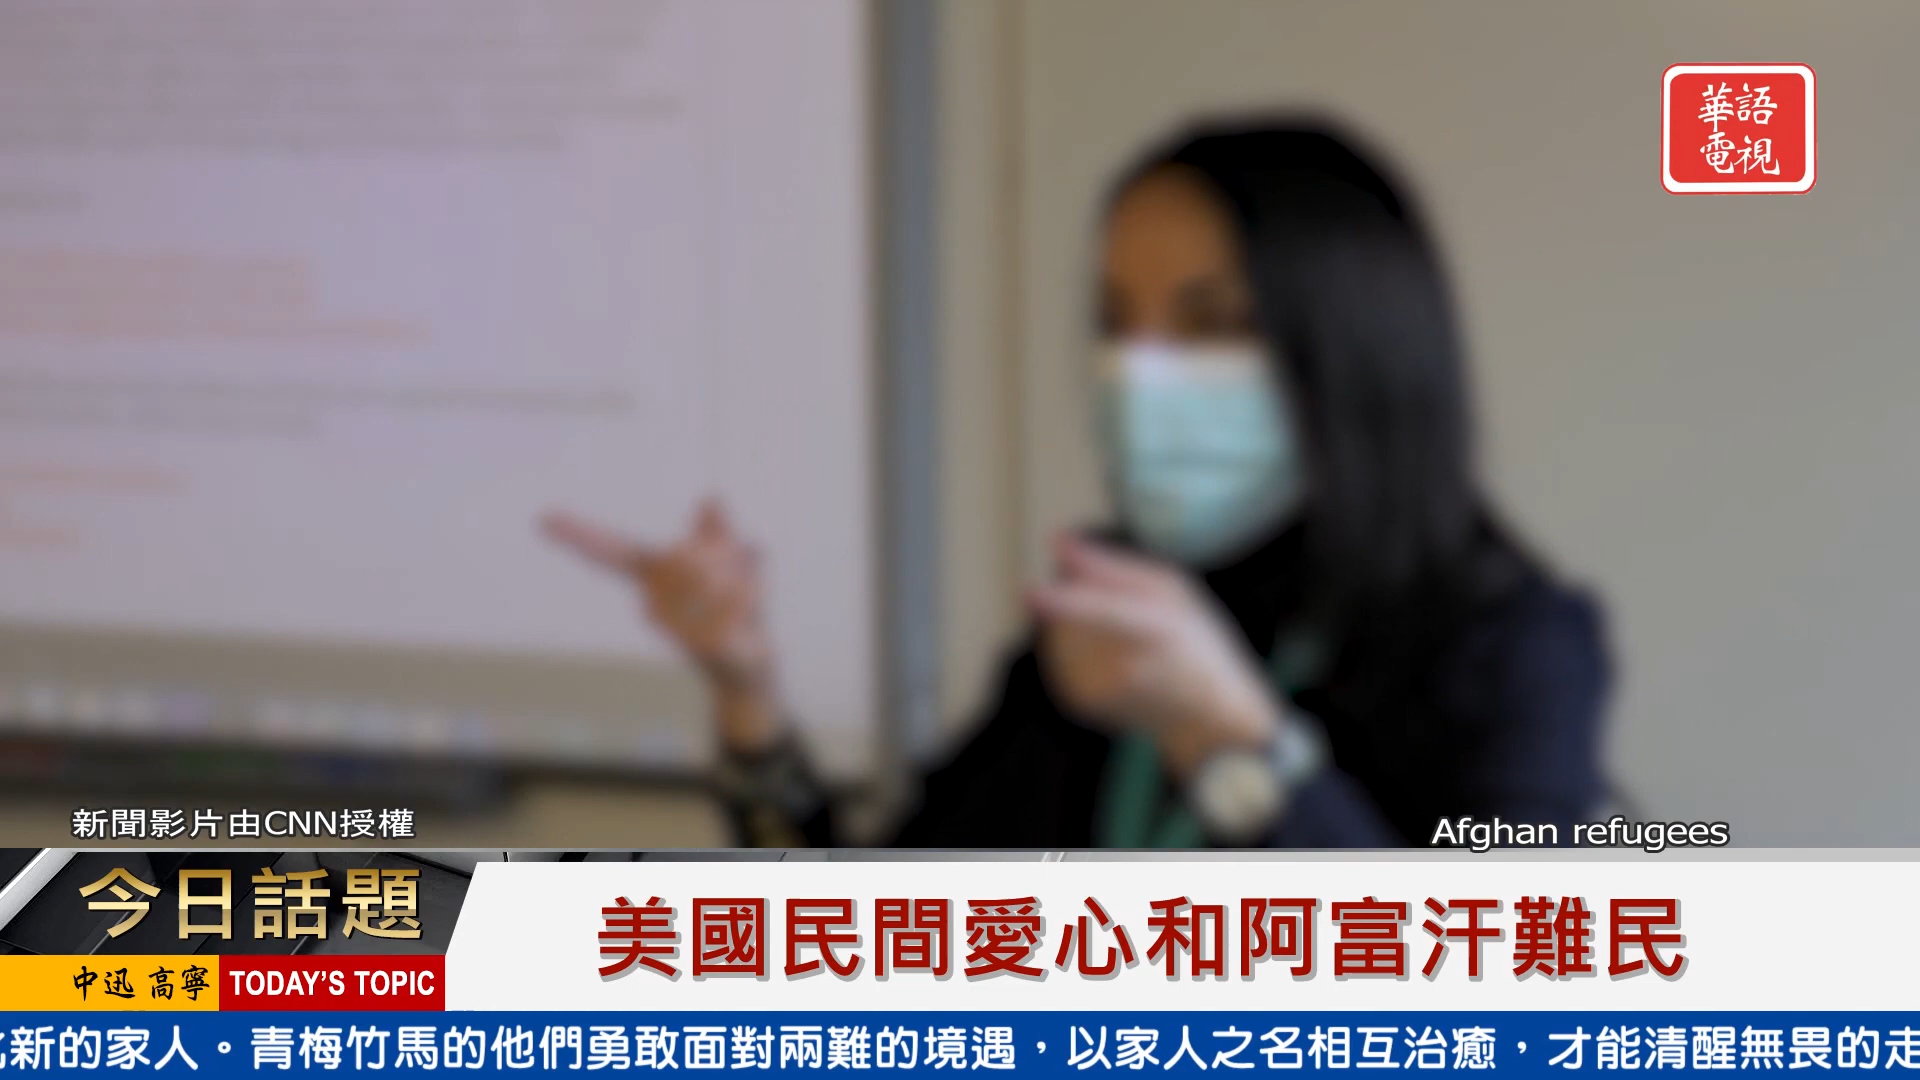 華語
電視
新聞影片由CNN授權
Afghan refugees
今日話題
美國民間愛心和阿富汗難民
中迅 高寧
TODAY'S TOPIC
新的家人。青梅竹馬的他們勇敢面對兩難的境遇，以家人之名相互治癒，才能清醒無畏的走